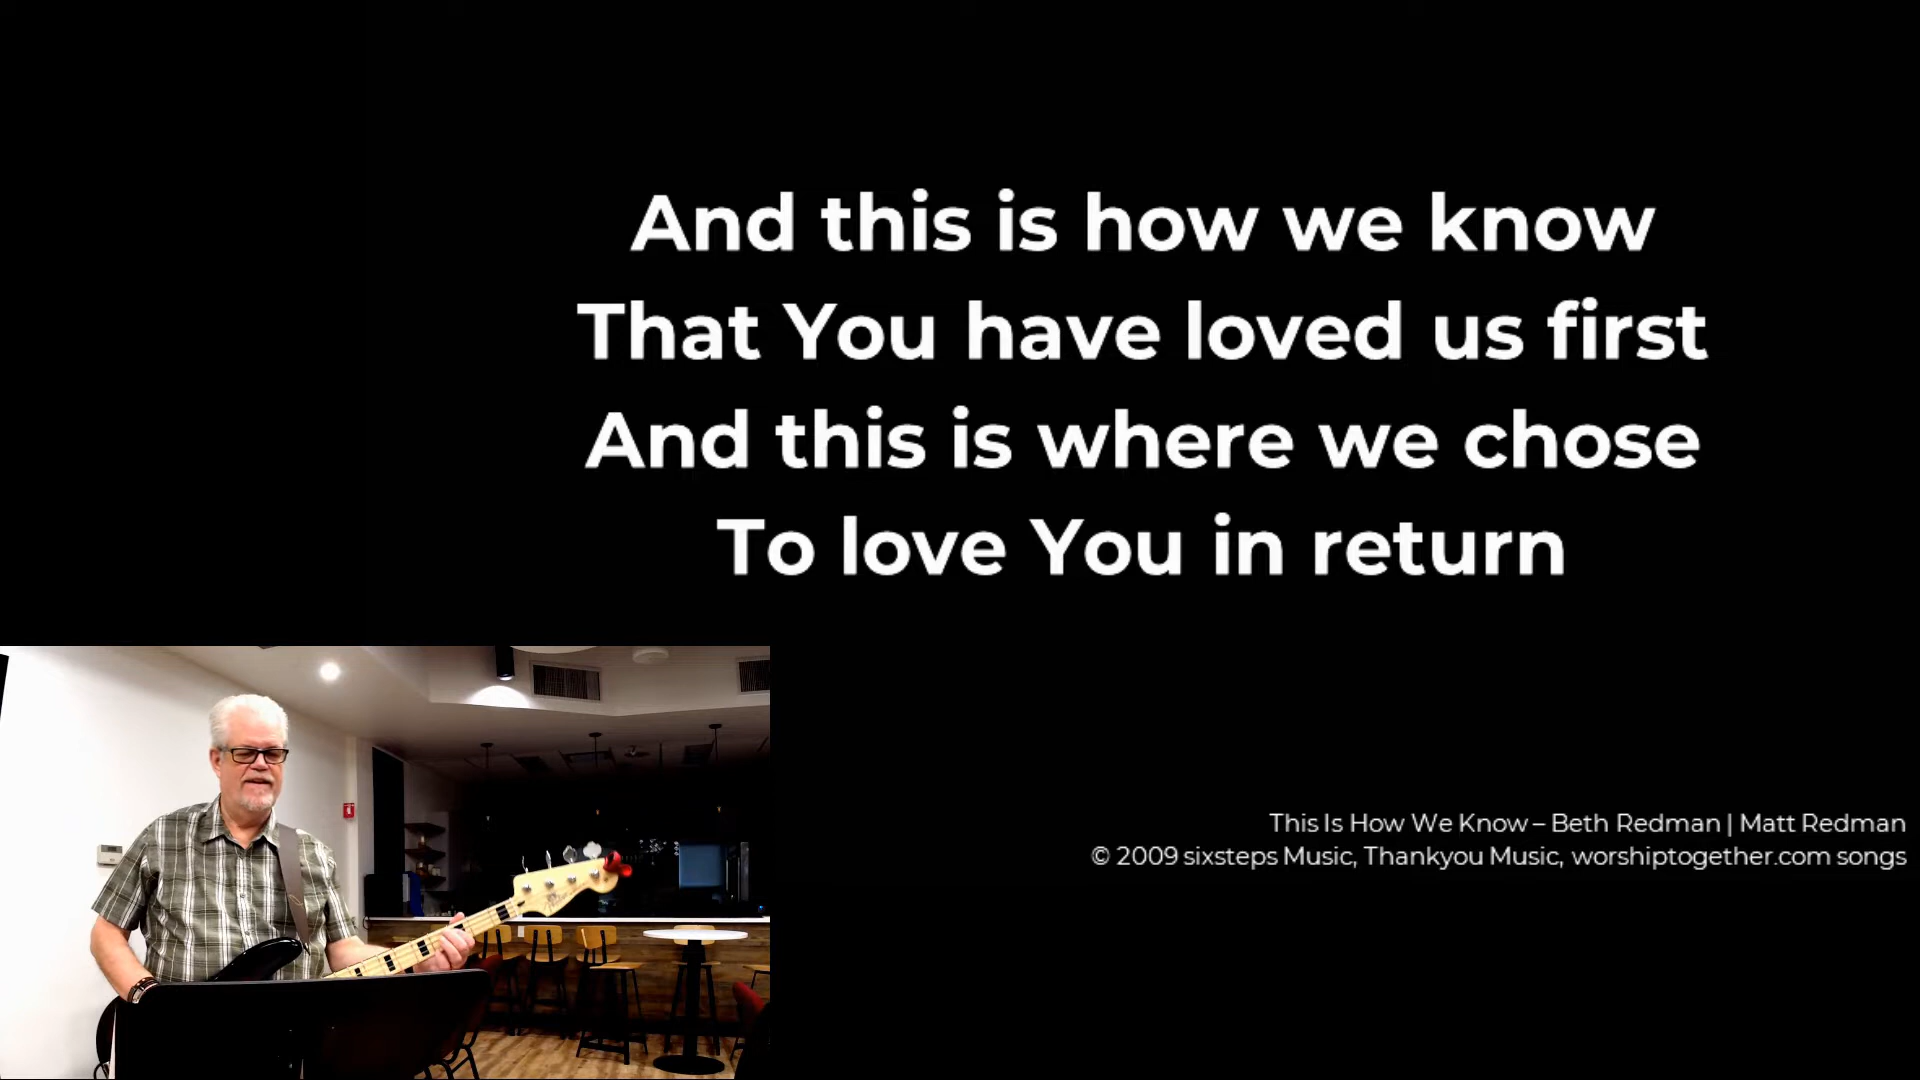 And this is how we know
That You have loved us first
And this is where we chose
To love You in return
This Is How We Know – Beth Redman | Matt Redman
© 2009 sixsteps Music, Thankyou Music, worshiptogether.com songs